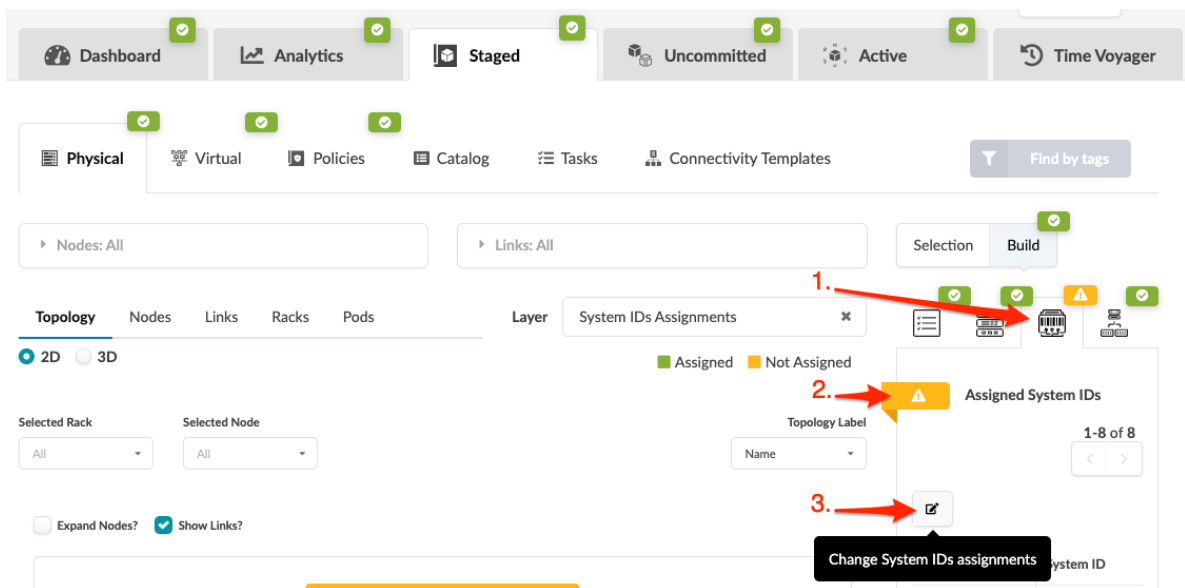 Dashboard
Analytics
Staged
Uncommitted
Active
Time Voyager
Physical
Virtual
Policies
Catalog
Tasks
Connectivity Templates
Find by tags
Nodes: All
Links: All
Selection
Build
1.
Topology
Nodes
Links
Racks
Pods
Layer
System IDs Assignments
2D
3D
Assigned
Not Assigned
2.
Assigned System IDs
Selected Rack
Selected Node
Topology Label
1-8 of 8
All
All
Name
3.
Expand Nodes?
Show Links?
Change System IDs assignments
System ID